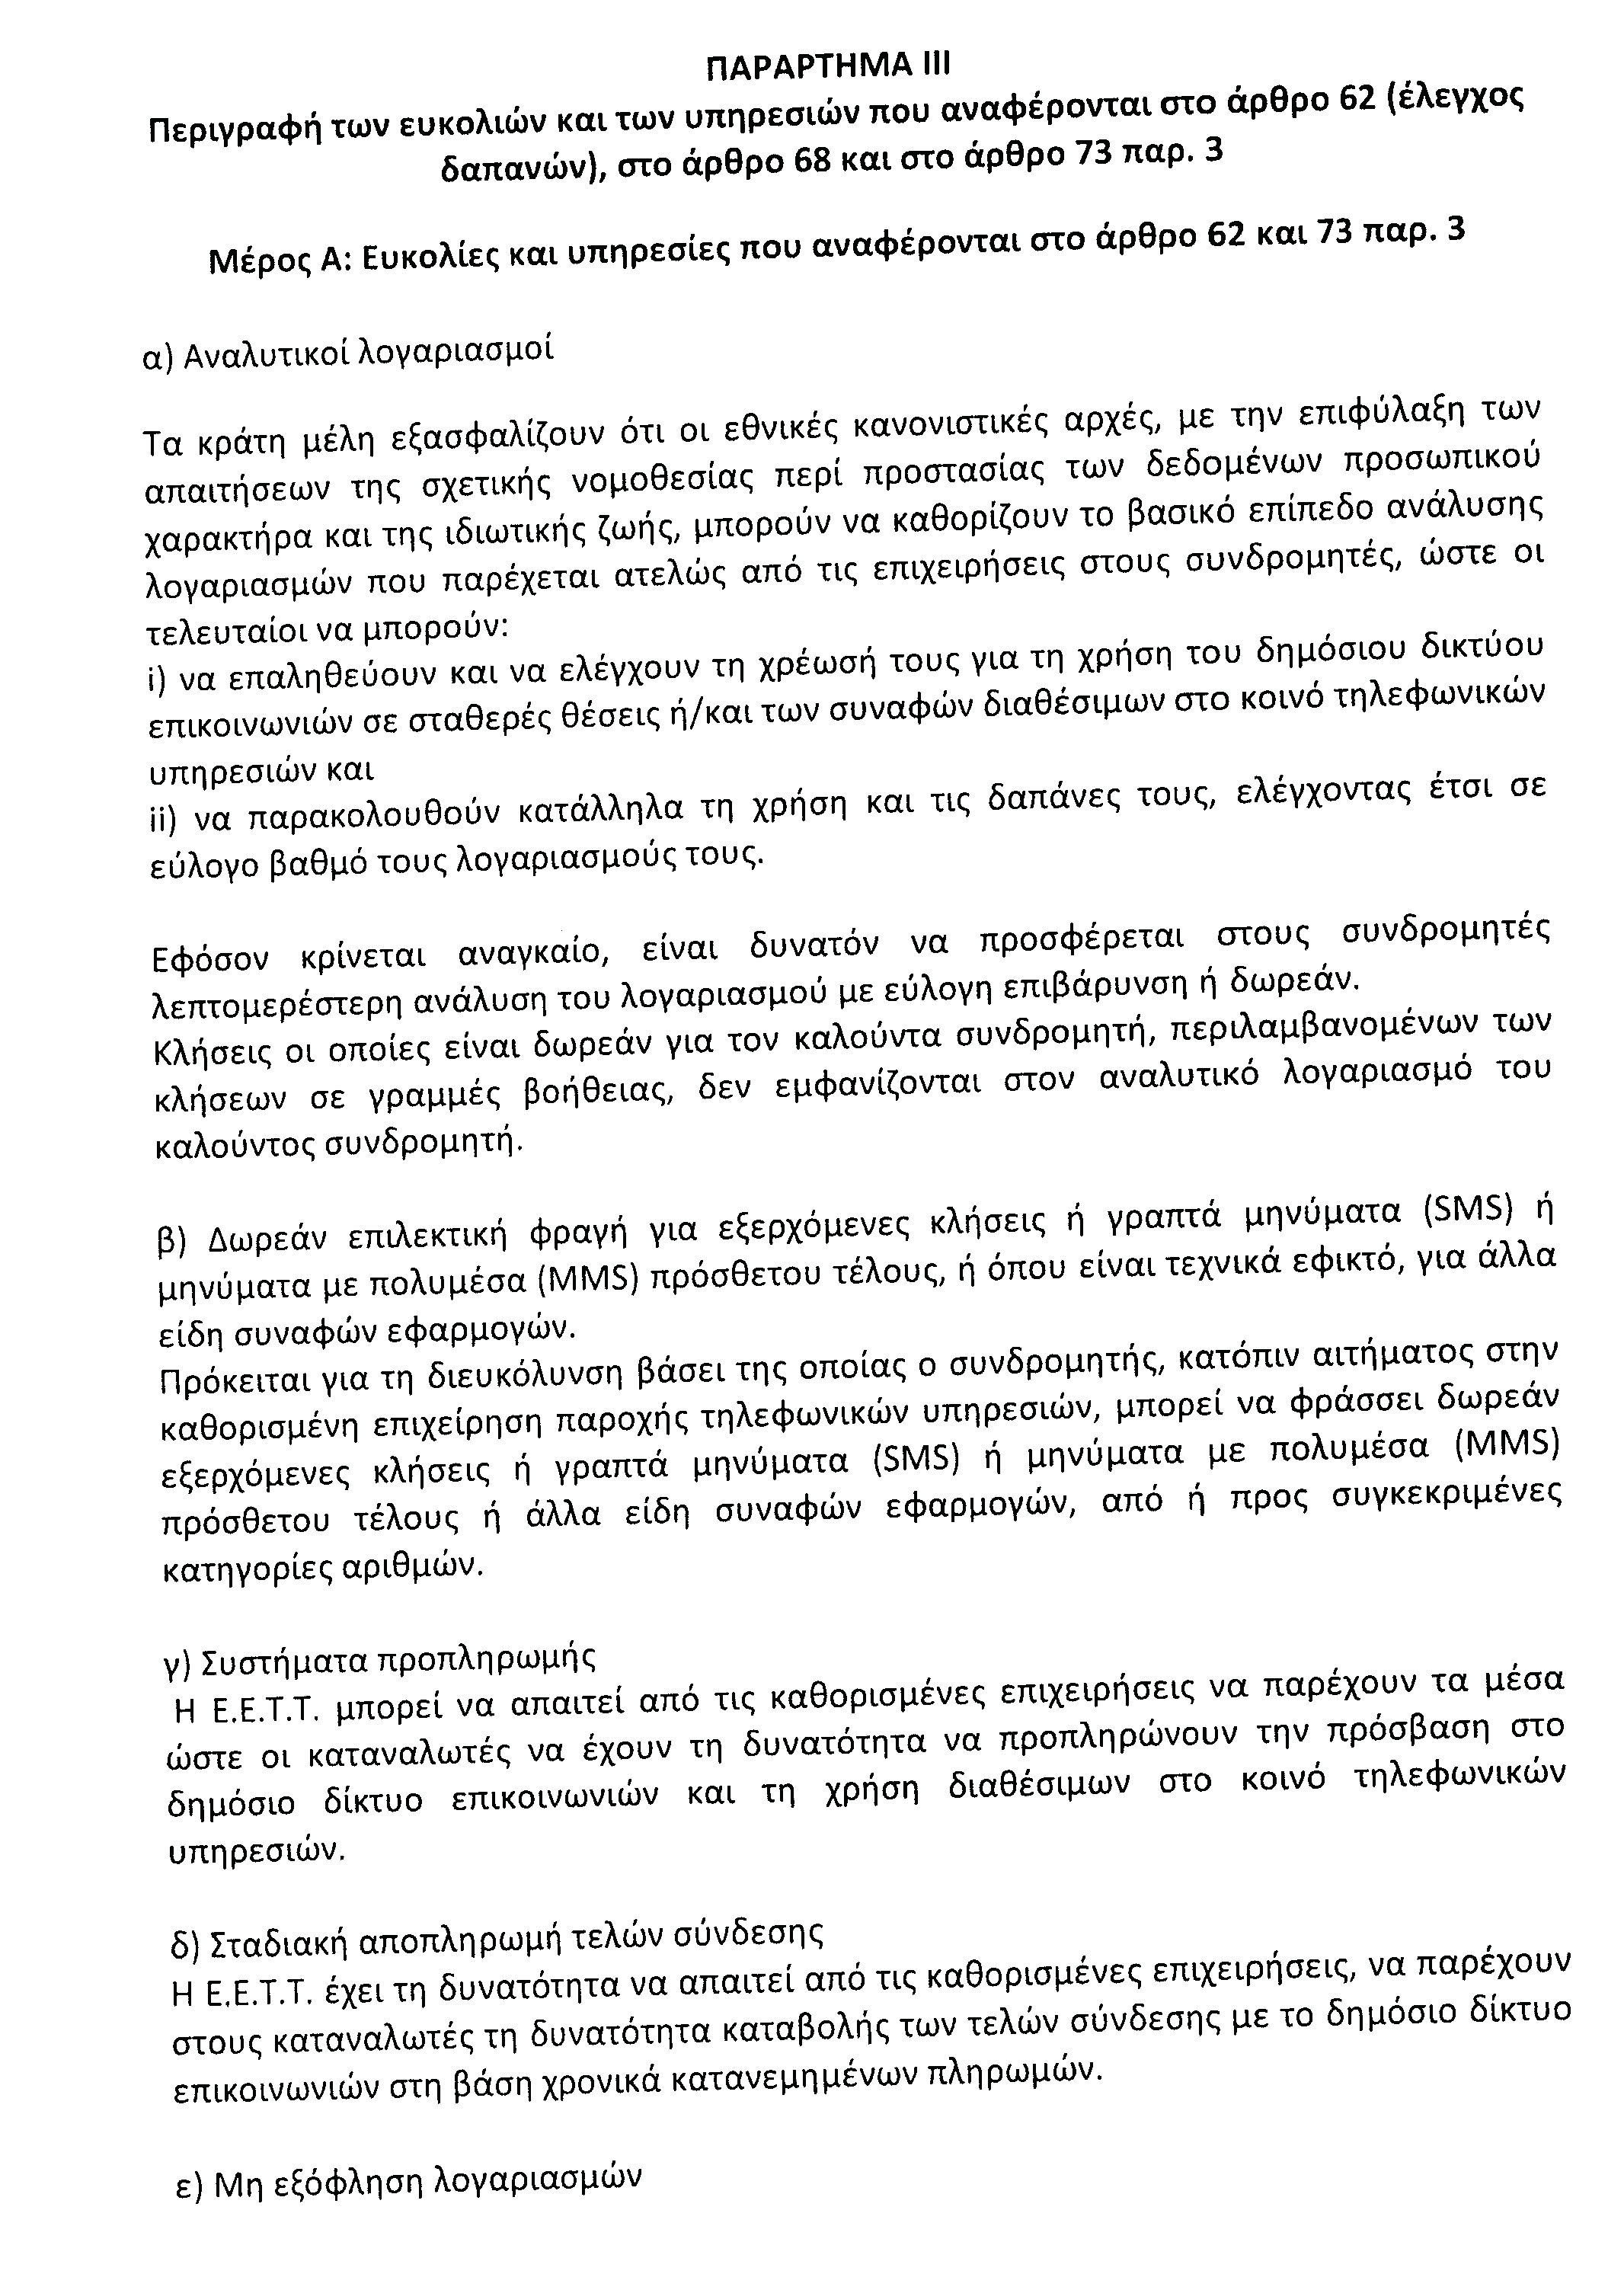 ΠΑΡΑΡΤΗΜΑ ΙΙΙ
Περιγραφή των ευκολιών και των υπηρεσιών που αναφέρονται στο άρθρο 62 (έλεγχος
δαπανών), στο άρθρο 68 και στο άρθρο 73 παρ. 3
Μέρος Α: Ευκολίες και υπηρεσίες που αναφέρονται στο άρθρο 62 και 73 παρ. 3
α) Αναλυτικοί λογαριασμοί
Τα κράτη μέλη εξασφαλίζουν ότι οι εθνικές κανονιστικές αρχές, με την επιφύλαξη των
απαιτήσεων της σχετικής νομοθεσίας περί προστασίας των δεδομένων προσωπικού
χαρακτήρα και της ιδιωτικής ζωής, μπορούν να καθορίζουν το βασικό επίπεδο ανάλυσης
λογαριασμών που παρέχεται ατελώς από τις επιχειρήσεις στους συνδρομητές, ώστε οι
τελευταίοι να μπορούν:
i) να επαληθεύουν και να ελέγχουν τη χρέωσή τους για τη χρήση του δημόσιου δικτύου
επικοινωνιών σε σταθερές θέσεις ή/και των συναφών διαθέσιμων στο κοινό τηλεφωνικών
υπηρεσιών και
ii) να παρακολουθούν κατάλληλα τη χρήση και τις δαπάνες τους, ελέγχοντας έτσι σε
εύλογο βαθμό τους λογαριασμούς τους.
Εφόσον κρίνεται αναγκαίο, είναι δυνατόν να προσφέρεται στους συνδρομητές
λεπτομερέστερη ανάλυση του λογαριασμού με εύλογη επιβάρυνση ή δωρεάν.
Κλήσεις οι οποίες είναι δωρεάν για τον καλούντα συνδρομητή, περιλαμβανομένων των
κλήσεων σε γραμμές βοήθειας, δεν εμφανίζονται στον αναλυτικό λογαριασμό του
καλούντος συνδρομητή.
β) Δωρεάν επιλεκτική φραγή για εξερχόμενες κλήσεις ή γραπτά μηνύματα (SMS) ή
μηνύματα με πολυμέσα (MMS) πρόσθετου τέλους, ή όπου είναι τεχνικά εφικτό, για άλλα
είδη συναφών εφαρμογών.
Πρόκειται για τη διευκόλυνση βάσει της οποίας ο συνδρομητής, κατόπιν αιτήματος στην
καθορισμένη επιχείρηση παροχής τηλεφωνικών υπηρεσιών, μπορεί να φράσσει δωρεάν
εξερχόμενες κλήσεις ή γραπτά μηνύματα (SMS) ή μηνύματα με πολυμέσα (MMS)
πρόσθετου τέλους ή άλλα είδη συναφών εφαρμογών, από ή προς συγκεκριμένες
κατηγορίες αριθμών.
γ) Συστήματα προπληρωμής
Η Ε.Ε.Τ.Τ. μπορεί να απαιτεί από τις καθορισμένες επιχειρήσεις να παρέχουν τα μέσα
ώστε οι καταναλωτές να έχουν τη δυνατότητα να προπληρώνουν την πρόσβαση στο
δημόσιο δίκτυο επικοινωνιών και τη χρήση διαθέσιμων στο κοινό τηλεφωνικών
υπηρεσιών.
δ) Σταδιακή αποπληρωμή τελών σύνδεσης
Η Ε.Ε.Τ.Τ. έχει τη δυνατότητα να απαιτεί από τις καθορισμένες επιχειρήσεις, να παρέχουν
στους καταναλωτές τη δυνατότητα καταβολής των τελών σύνδεσης με το δημόσιο δίκτυο
επικοινωνιών στη βάση χρονικά κατανεμημένων πληρωμών.
ε) Μη εξόφληση λογαριασμών